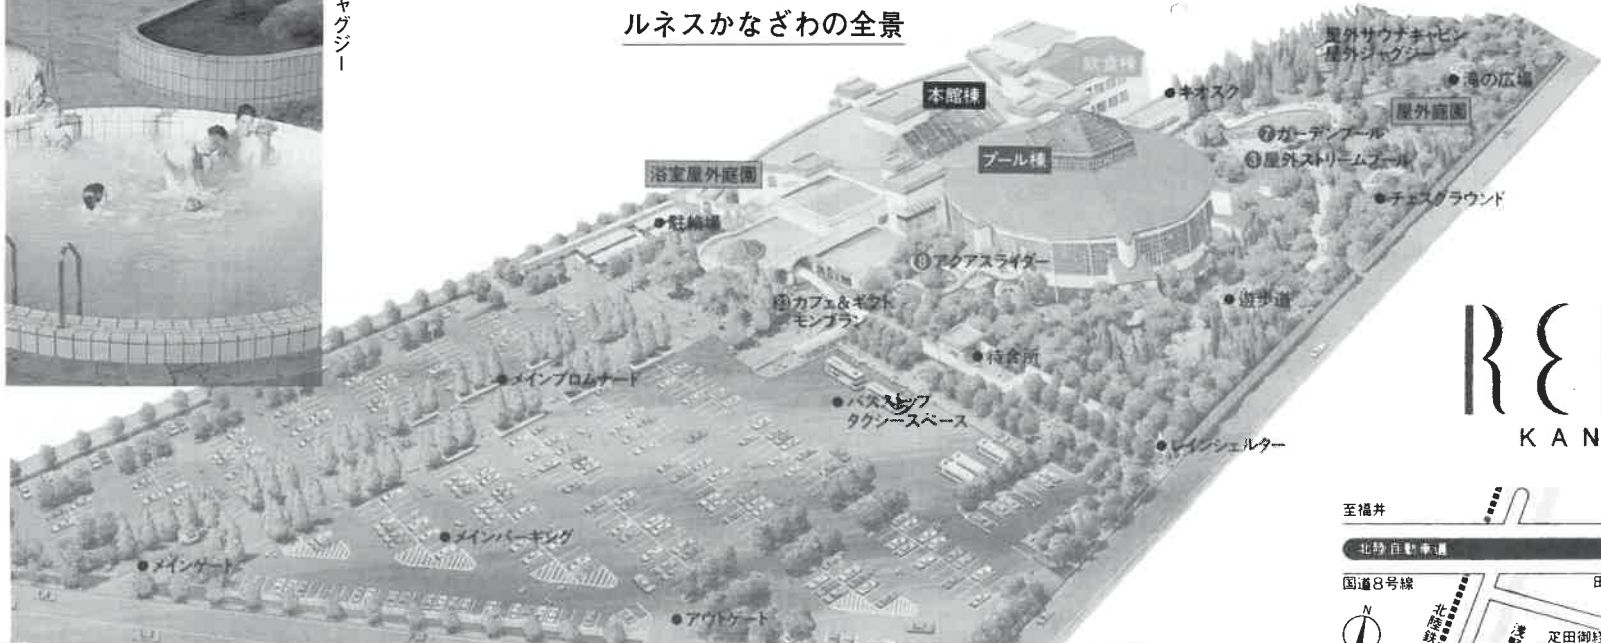 ャグジー
ルネスかなざわの全景
屋外サウナキャビン
屋外ジャグジー
飲食棟
滝の広場
本館棟
キオスク
屋外庭園
⑦ガーデンプール
プール棟
③屋外ストリームプール
浴室屋外庭園
チェスグラウンド
駐輪場
⑧アクアスライダー
カフェ&ギフト
モンブラン
遊歩道
待合所
メインプロムナード
バスストップ
タクシースペース
レインシェルター
メインパーキング
メインゲート
アウトゲート
KAN
至福井
北陸自動車道
国道8号線
N
北陸鉄
疋田御経